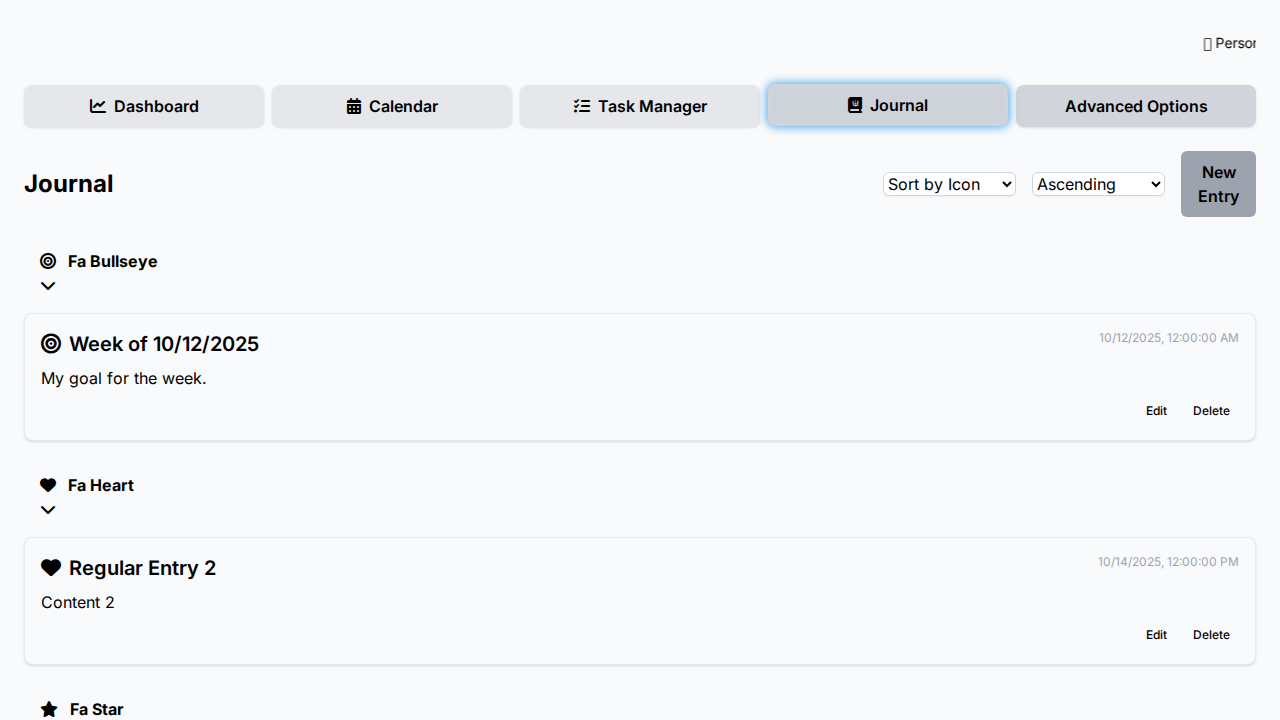 Dashboard
Calendar
Task Manager
Journal
Advanced Options
Journal
Sort by Icon
Ascending
New
Entry
Fa Bullseye
Week of 10/12/2025
10/12/2025, 12:00:00 AM
My goal for the week.
Edit
Delete
Fa Heart
Regular Entry 2
10/14/2025, 12:00:00 PM
Content 2
Edit
Delete
Fa Star